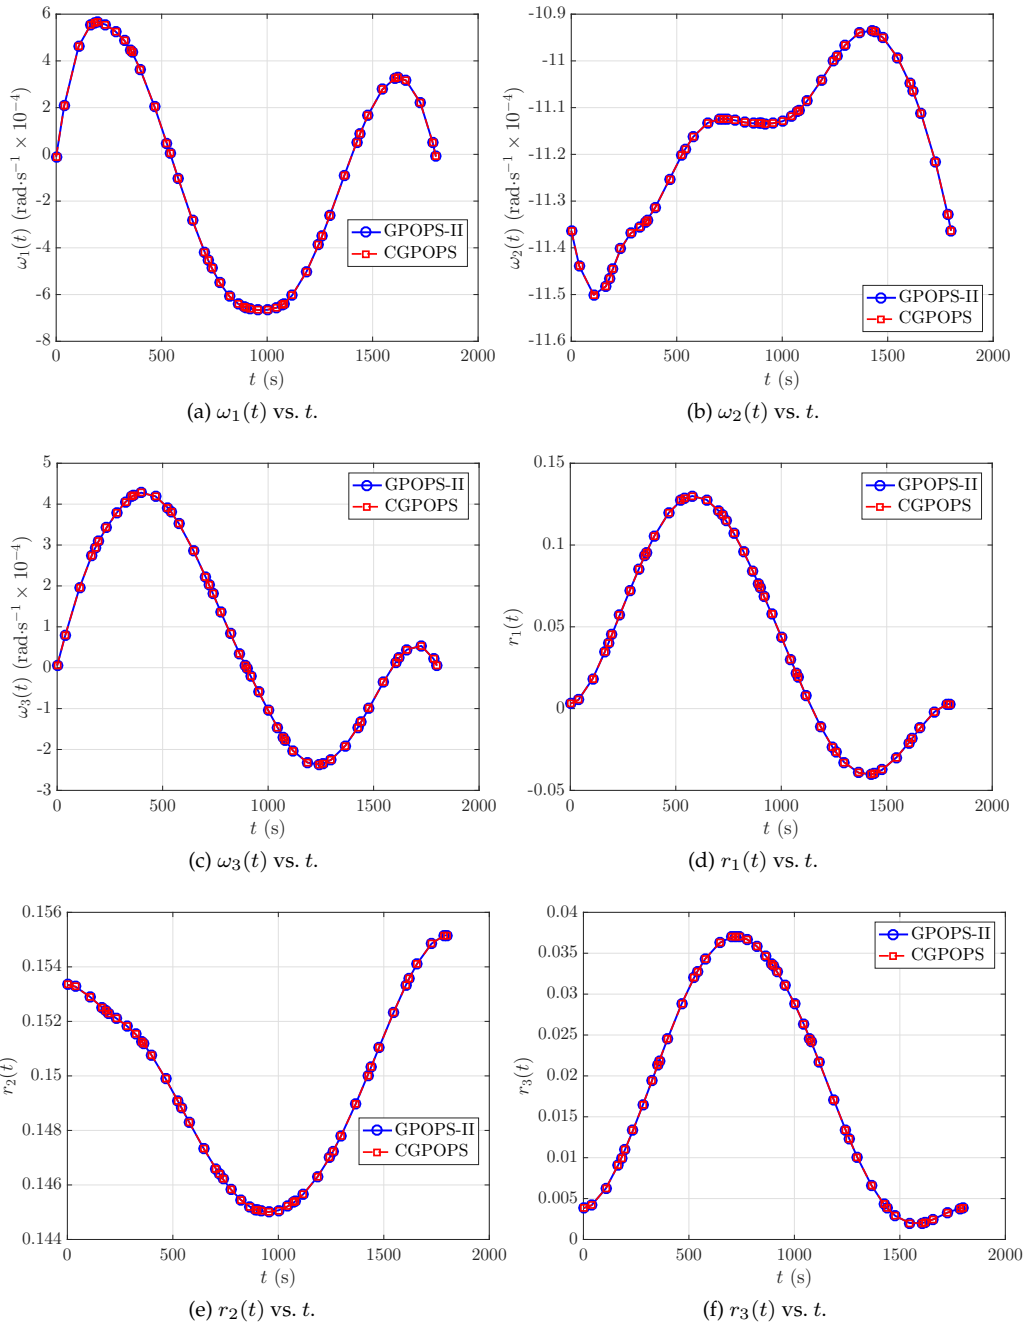 6
4
2
0
-2
-4
-6
-8
ω₁(t) (rad·s⁻¹ × 10⁻⁴)
GPOPS-II
CGPOPS
0 500 1000 1500 2000
t (s)
(a) ω₁(t) vs. t.
-10.9
-11
-11.1
-11.2
-11.3
-11.4
-11.5
-11.6
ω₂(t) (rad·s⁻¹ × 10⁻⁴)
GPOPS-II
CGPOPS
0 500 1000 1500 2000
t (s)
(b) ω₂(t) vs. t.
5
4
3
2
1
0
-1
-2
-3
ω₃(t) (rad·s⁻¹ × 10⁻⁴)
GPOPS-II
CGPOPS
0 500 1000 1500 2000
t (s)
(c) ω₃(t) vs. t.
0.15
0.1
0.05
0
-0.05
r₁(t)
GPOPS-II
CGPOPS
0 500 1000 1500 2000
t (s)
(d) r₁(t) vs. t.
0.156
0.154
0.152
0.15
0.148
0.146
0.144
r₂(t)
GPOPS-II
CGPOPS
0 500 1000 1500 2000
t (s)
(e) r₂(t) vs. t.
0.04
0.035
0.03
0.025
0.02
0.015
0.01
0.005
0
r₃(t)
GPOPS-II
CGPOPS
0 500 1000 1500 2000
t (s)
(f) r₃(t) vs. t.